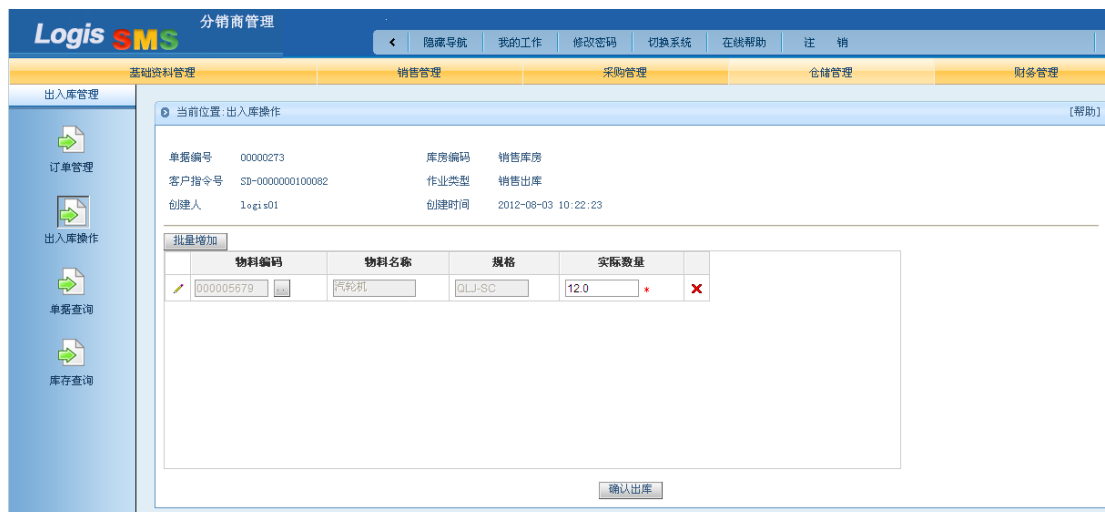 Logis SMS 分销商管理
隐藏导航 我的工作 修改密码 切换系统 在线帮助 注 销
基础资料管理 销售管理 采购管理 仓储管理 财务管理
出入库管理
当前位置:出入库操作 [帮助]
订单管理
出入库操作
单据查询
库存查询
单据编号 00000273 库房编码 销售库房
客户指令号 SD-0000000100082 作业类型 销售出库
创建人 logis01 创建时间 2012-08-03 10:22:23
批量增加
物料编码 物料名称 规格 实际数量
000005679 ... 汽轮机 QLJ-SC 12.0 *
确认出库